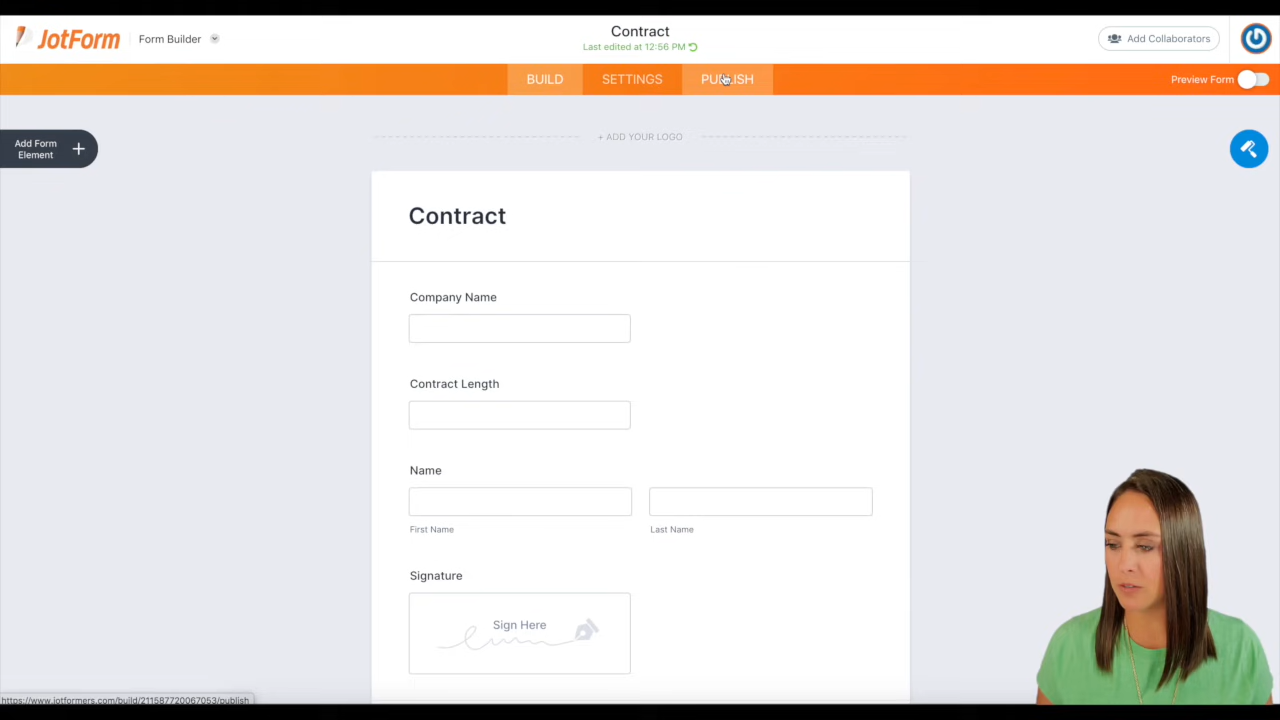 JotForm
Form Builder
Contract
Last edited at 12:56 PM
Add Collaborators
BUILD
SETTINGS
PUBLISH
Preview Form
Add Form
Element
+ ADD YOUR LOGO
Contract
Company Name
Contract Length
Name
First Name
Last Name
Signature
Sign Here
https://www.jotformers.com/build/211587720067053/publish